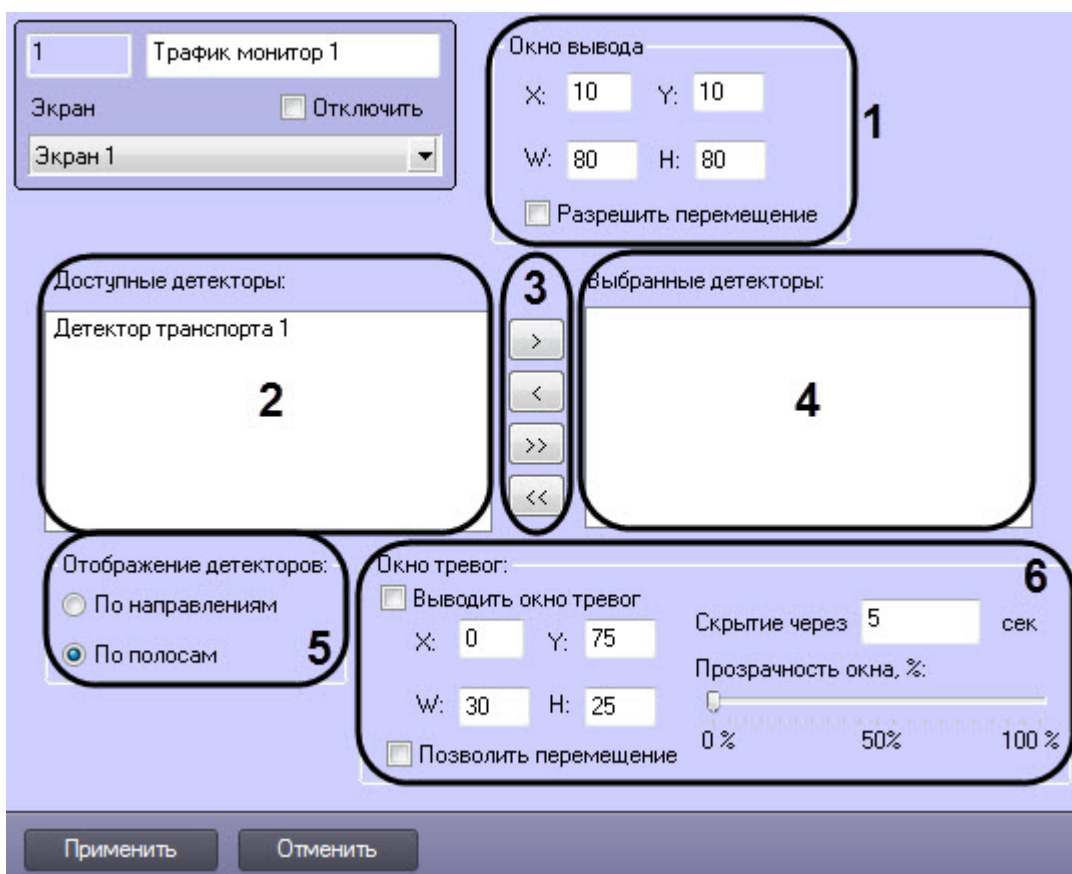 1 Трафик монитор 1
Экран Отключить
Экран 1
Окно вывода
X: 10 Y: 10
W: 80 H: 80
Разрешить перемещение
1
Доступные детекторы:
Детектор транспорта 1
2
3
>
<
>>
<<
Выбранные детекторы:
4
Отображение детекторов:
По направлениям
По полосам
5
Окно тревог:
6
Выводить окно тревог
X: 0 Y: 75
W: 30 H: 25
Позволить перемещение
Скрытие через 5 сек
Прозрачность окна, %:
0 % 50% 100 %
Применить Отменить